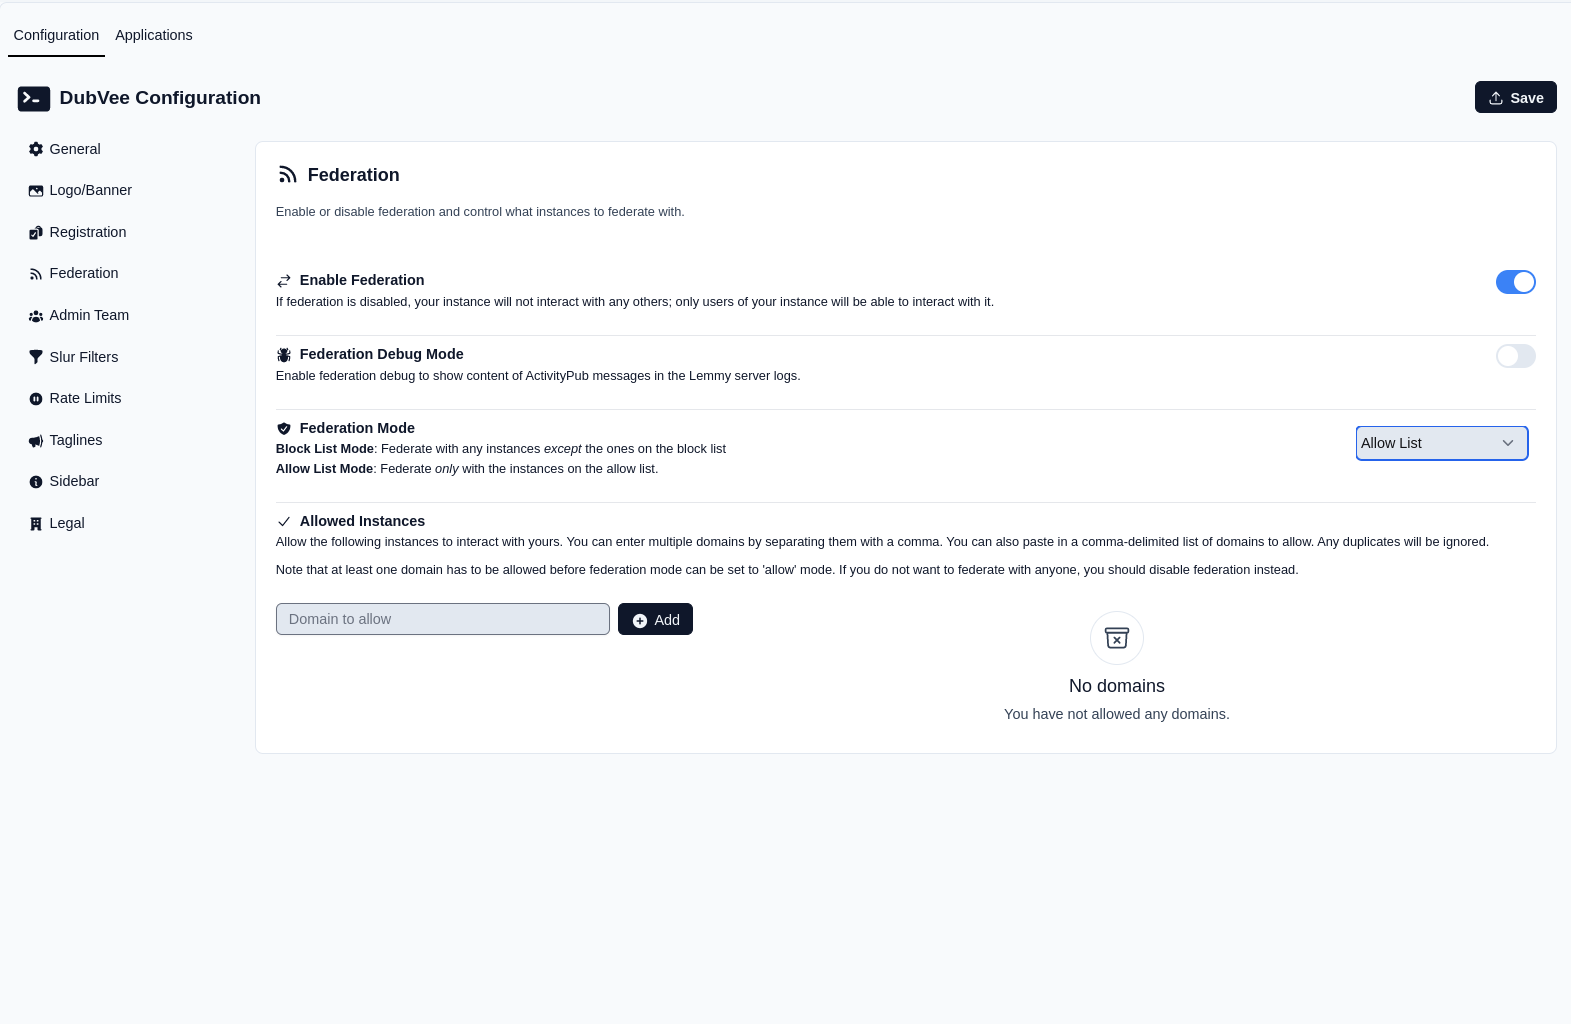 Configuration Applications
DubVee Configuration
Save
General
Logo/Banner
Registration
Federation
Admin Team
Slur Filters
Rate Limits
Taglines
Sidebar
Legal
Federation
Enable or disable federation and control what instances to federate with.
Enable Federation
If federation is disabled, your instance will not interact with any others; only users of your instance will be able to interact with it.
Federation Debug Mode
Enable federation debug to show content of ActivityPub messages in the Lemmy server logs.
Federation Mode
Block List Mode: Federate with any instances except the ones on the block list
Allow List Mode: Federate only with the instances on the allow list.
Allow List
Allowed Instances
Allow the following instances to interact with yours. You can enter multiple domains by separating them with a comma. You can also paste in a comma-delimited list of domains to allow. Any duplicates will be ignored.
Note that at least one domain has to be allowed before federation mode can be set to 'allow' mode. If you do not want to federate with anyone, you should disable federation instead.
Domain to allow
Add
No domains
You have not allowed any domains.